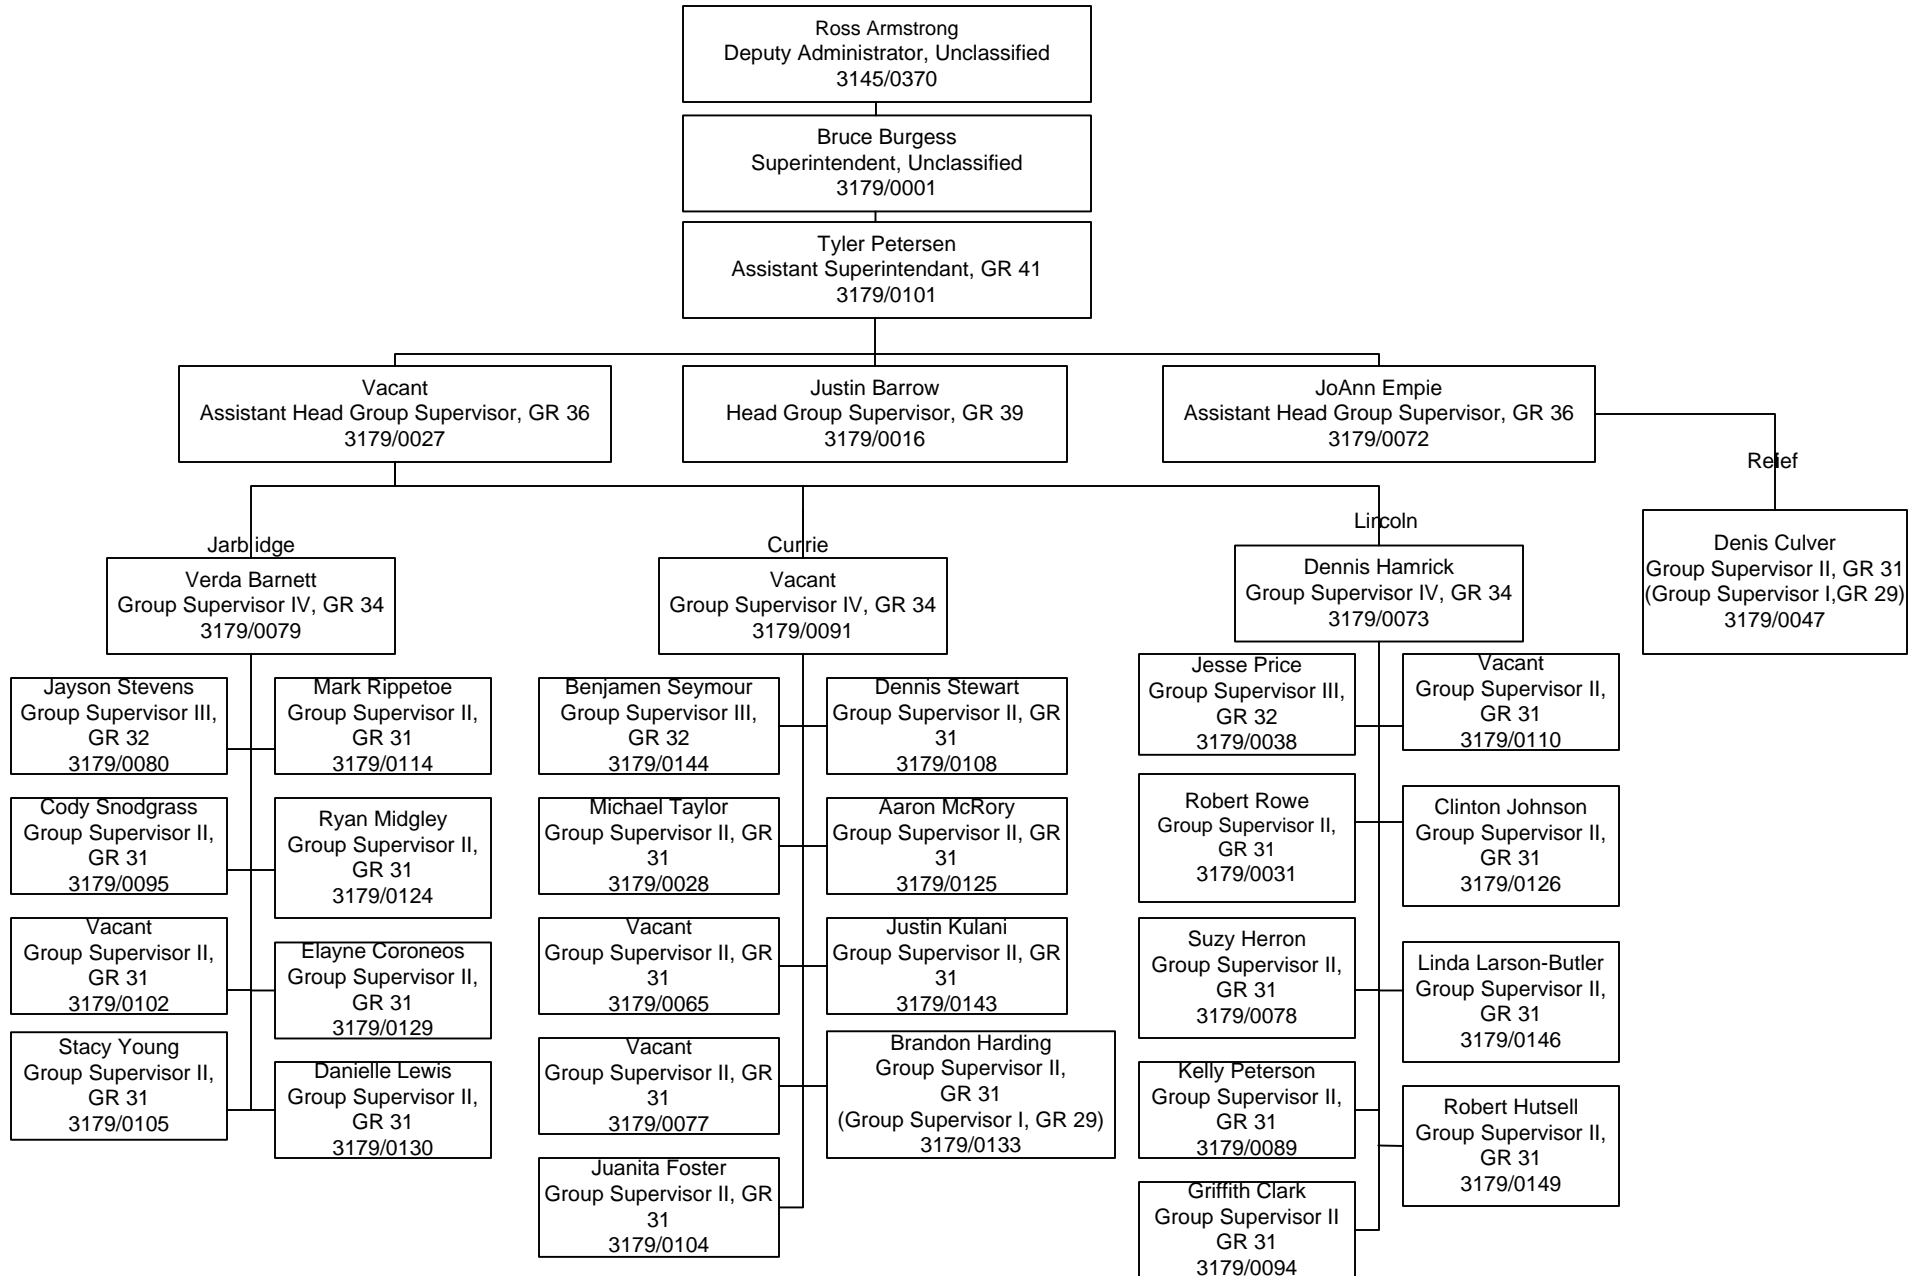 Ross Armstrong
Deputy Administrator, Unclassified
3145/0370
Bruce Burgess
Superintendent, Unclassified
3179/0001
Tyler Petersen
Assistant Superintendant, GR 41
3179/0101
Vacant
Assistant Head Group Supervisor, GR 36
3179/0027
Justin Barrow
Head Group Supervisor, GR 39
3179/0016
JoAnn Empie
Assistant Head Group Supervisor, GR 36
3179/0072
Relief
Denis Culver
Group Supervisor II, GR 31
(Group Supervisor I,GR 29)
3179/0047
Jarbidge
Verda Barnett
Group Supervisor IV, GR 34
3179/0079
Jayson Stevens
Group Supervisor III,
GR 32
3179/0080
Mark Rippetoe
Group Supervisor II,
GR 31
3179/0114
Cody Snodgrass
Group Supervisor II,
GR 31
3179/0095
Ryan Midgley
Group Supervisor II,
GR 31
3179/0124
Vacant
Group Supervisor II,
GR 31
3179/0102
Elayne Coroneos
Group Supervisor II,
GR 31
3179/0129
Stacy Young
Group Supervisor II,
GR 31
3179/0105
Danielle Lewis
Group Supervisor II,
GR 31
3179/0130
Currie
Vacant
Group Supervisor IV, GR 34
3179/0091
Benjamen Seymour
Group Supervisor III,
GR 32
3179/0144
Dennis Stewart
Group Supervisor II, GR
31
3179/0108
Michael Taylor
Group Supervisor II, GR
31
3179/0028
Aaron McRory
Group Supervisor II, GR
31
3179/0125
Vacant
Group Supervisor II, GR
31
3179/0065
Justin Kulani
Group Supervisor II, GR
31
3179/0143
Vacant
Group Supervisor II, GR
31
3179/0077
Brandon Harding
Group Supervisor II,
GR 31
(Group Supervisor I, GR 29)
3179/0133
Juanita Foster
Group Supervisor II, GR
31
3179/0104
Lincoln
Dennis Hamrick
Group Supervisor IV, GR 34
3179/0073
Jesse Price
Group Supervisor III,
GR 32
3179/0038
Vacant
Group Supervisor II,
GR 31
3179/0110
Robert Rowe
Group Supervisor II,
GR 31
3179/0031
Clinton Johnson
Group Supervisor II,
GR 31
3179/0126
Suzy Herron
Group Supervisor II,
GR 31
3179/0078
Linda Larson-Butler
Group Supervisor II,
GR 31
3179/0146
Kelly Peterson
Group Supervisor II,
GR 31
3179/0089
Robert Hutsell
Group Supervisor II,
GR 31
3179/0149
Griffith Clark
Group Supervisor II
GR 31
3179/0094